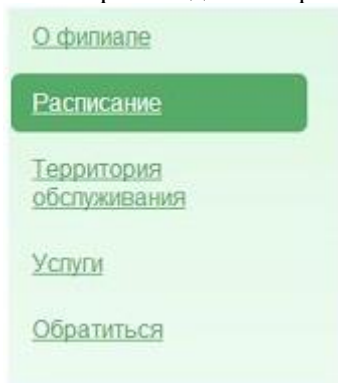 О филиале
Расписание
Территория
обслуживания
Услуги
Обратиться